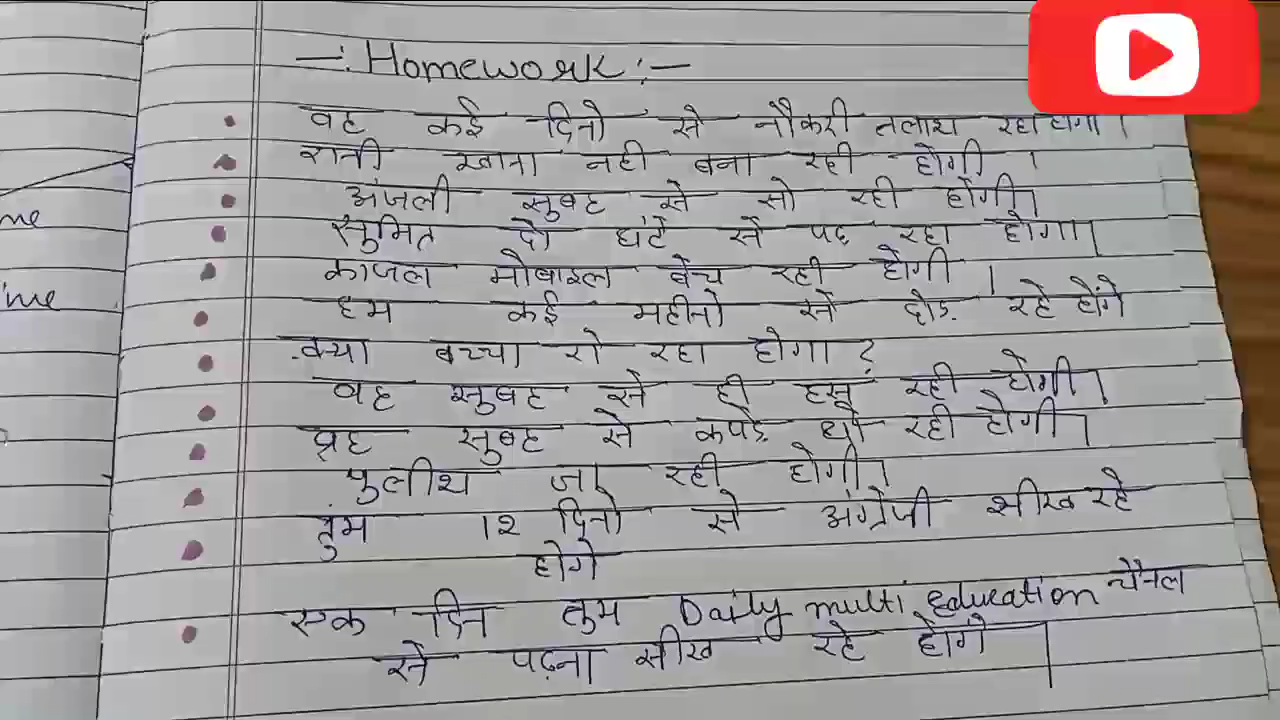 -: Homework :-
वह कई दिनो से नौकरी तलाश रहा होगा।
रानी खाना नही बना रही होगी ।
अंजली सुबह से सो रही होगी।
me
सुमित दो घंटे से पढ़ रहा होगा।
काजल मोबाइल बेच रही होगी ।
ime
हम कई महीनो से दौड़ रहे होंगे
क्या बच्चा रो रहा होगा ?
वह सुबह से ही हस रही होगी।
वह सुबह से कपड़े धो रही होगी।
पुलीश जा रही होगी।
तुम 12 दिनो से अंग्रेजी शीख रहे
होगे
एक दिन तुम Daily multi Education चैनल
से पढ़ना सीख रहे होगे |